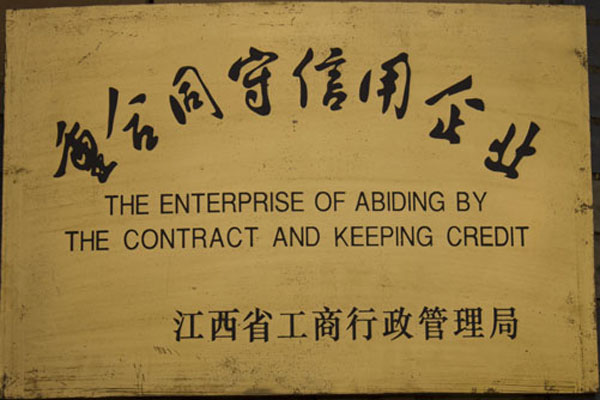 重合同守信用企业
THE ENTERPRISE OF ABIDING BY
THE CONTRACT AND KEEPING CREDIT
江西省工商行政管理局